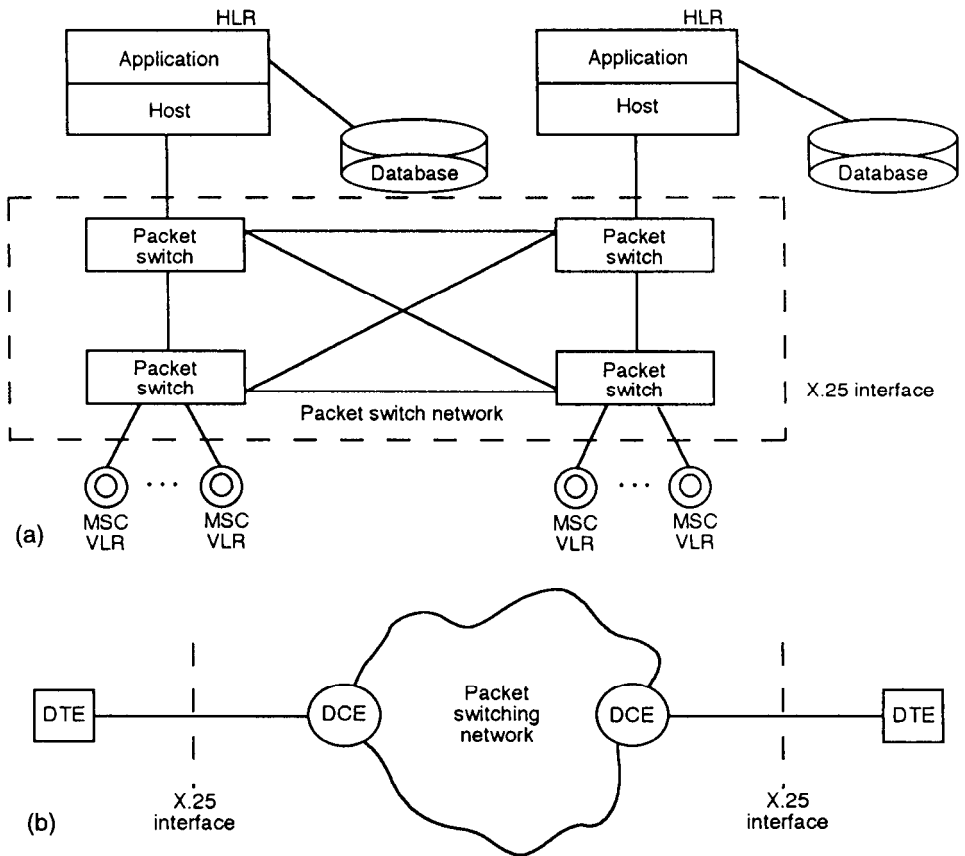 HLR
HLR
Application
Application
Host
Host
Database
Database
Packet
switch
Packet
switch
Packet
switch
Packet
switch
X.25 interface
Packet switch network
...
...
MSC
VLR
MSC
VLR
MSC
VLR
MSC
VLR
(a)
DTE
DCE
Packet
switching
network
DCE
DTE
X.25
interface
X.25
interface
(b)